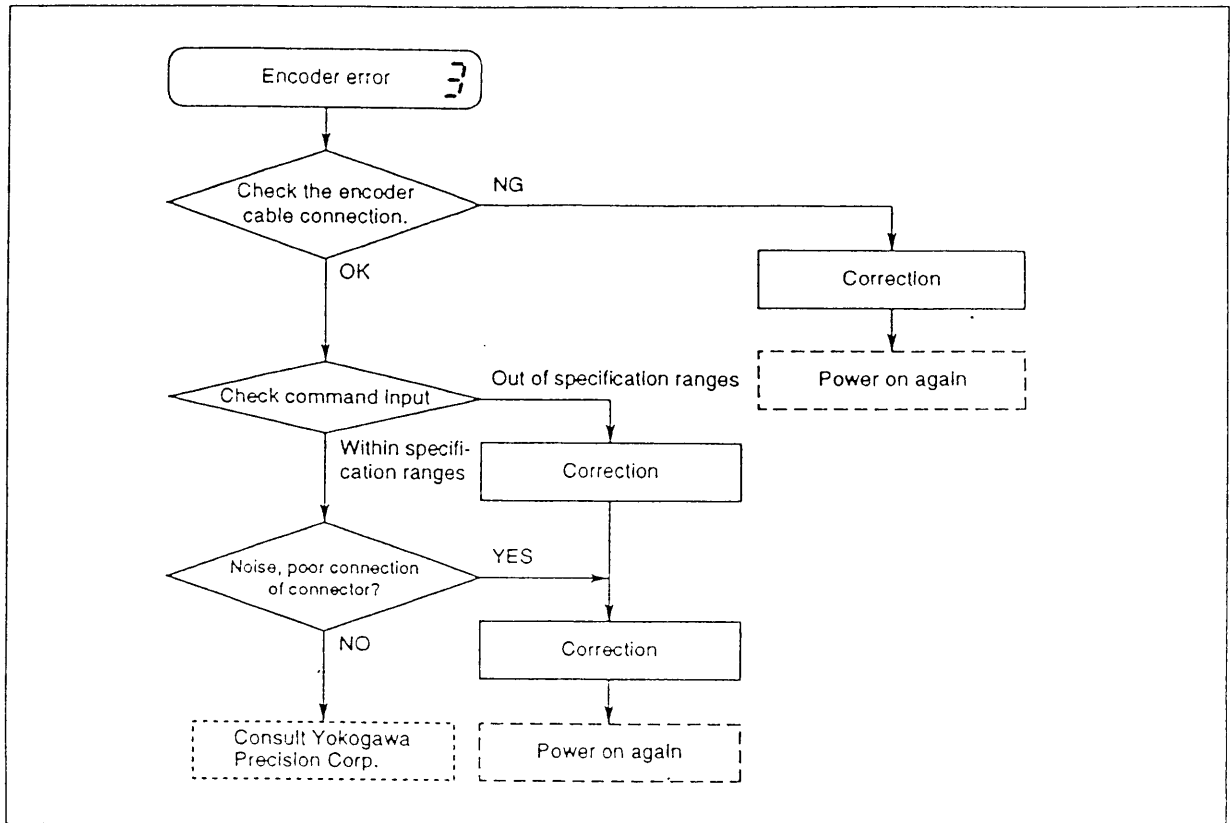 Encoder error 3
Check the encoder
cable connection.
NG
OK
Correction
Power on again
Check command input
Out of specification ranges
Within specifi-
cation ranges
Correction
Noise, poor connection
of connector?
YES
NO
Correction
Consult Yokogawa
Precision Corp.
Power on again